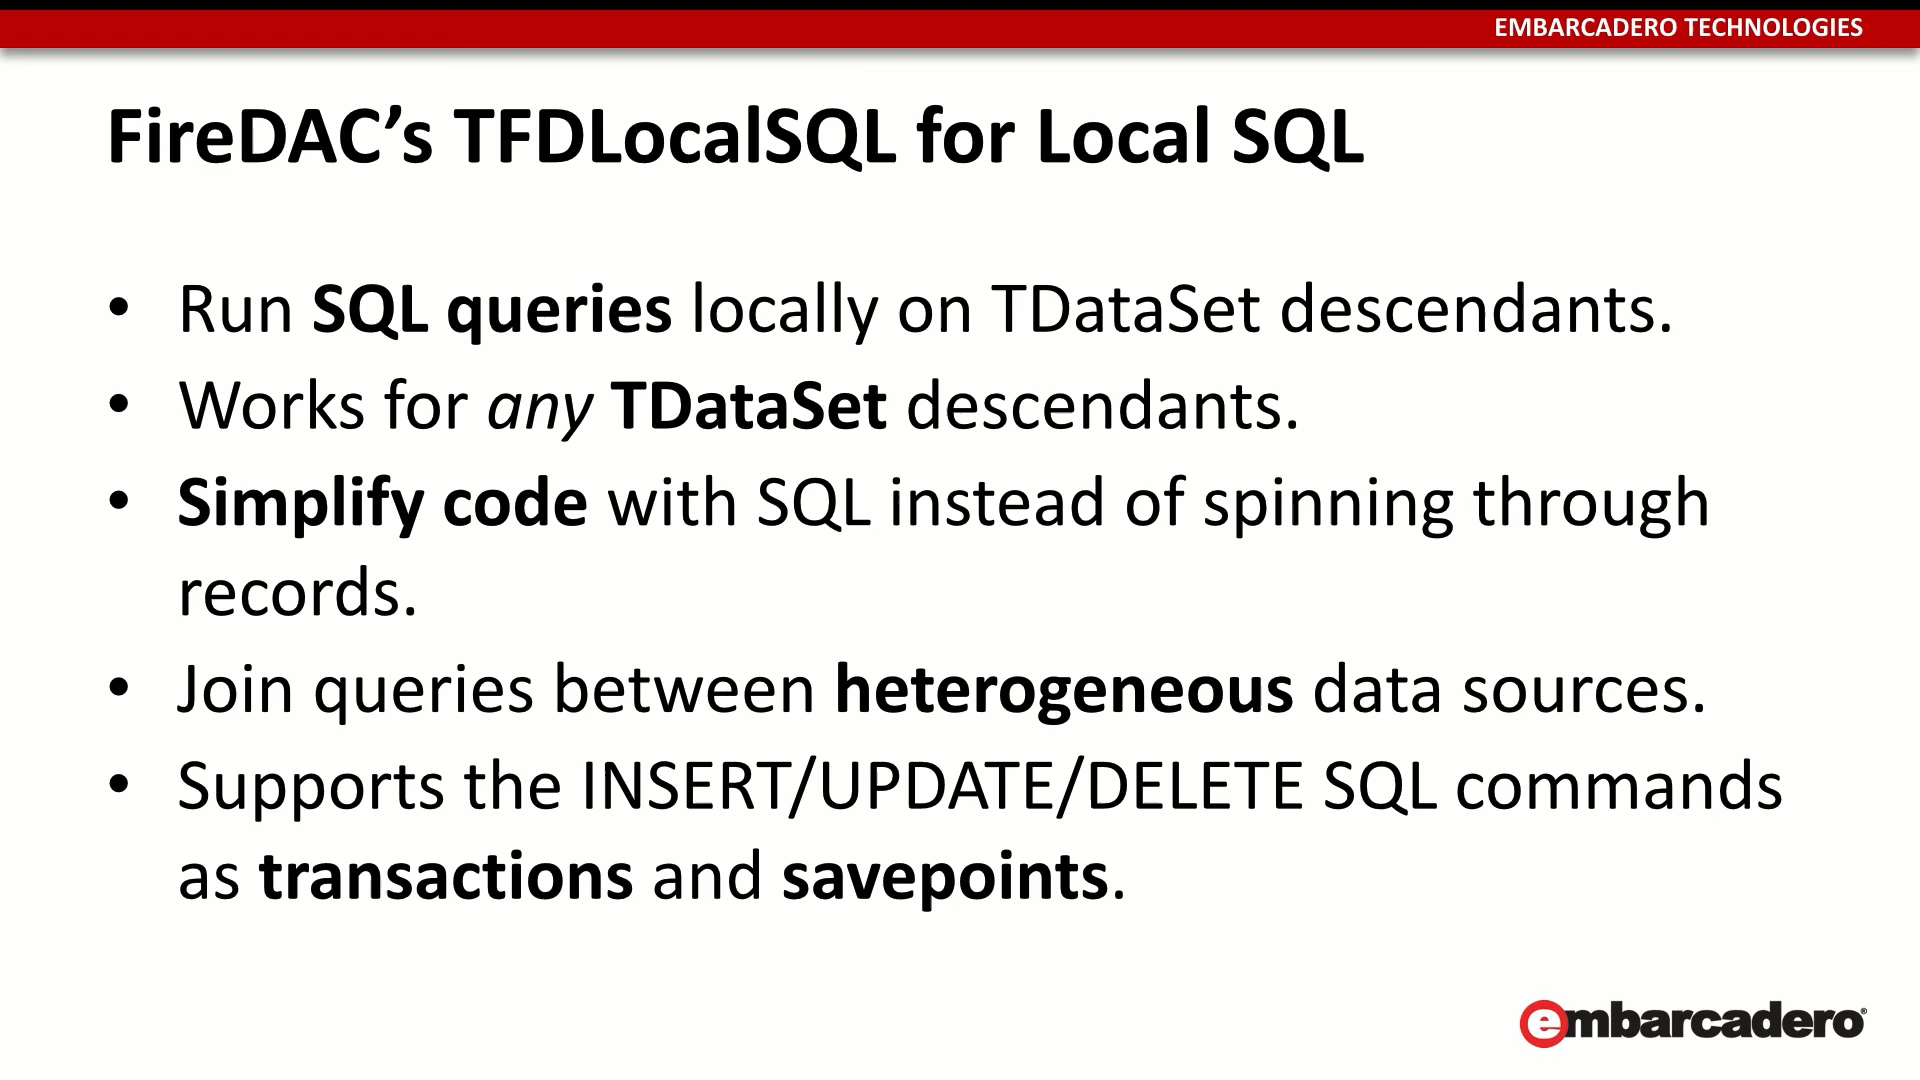 EMBARCADERO TECHNOLOGIES
FireDAC’s TFDLocalSQL for Local SQL
• Run SQL queries locally on TDataSet descendants.
• Works for any TDataSet descendants.
• Simplify code with SQL instead of spinning through
records.
• Join queries between heterogeneous data sources.
• Supports the INSERT/UPDATE/DELETE SQL commands
as transactions and savepoints.
embarcadero®